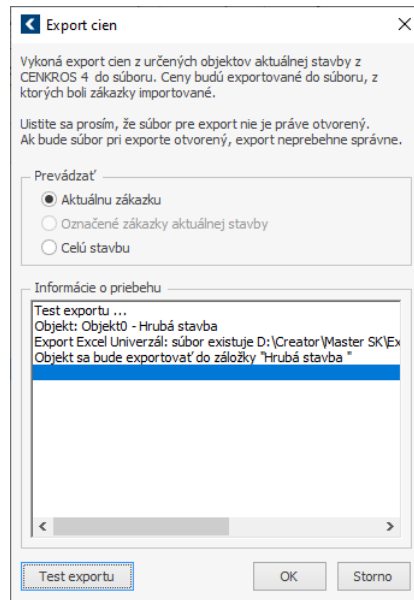 Export cien
Vykoná export cien z určených objektov aktuálnej stavby z
CENKROS 4 do súboru. Ceny budú exportované do súboru, z
ktorých boli zákazky importované.
Uistite sa prosím, že súbor pre export nie je práve otvorený.
Ak bude súbor pri exporte otvorený, export neprebehne správne.
Prevádzať
Aktuálnu zákazku
Označené zákazky aktuálnej stavby
Celú stavbu
Informácie o priebehu
Test exportu ...
Objekt: Objekt0 - Hrubá stavba
Export Excel Univerzál: súbor existuje D:\Creator\Master SK\Ex
Objekt sa bude exportovať do záložky "Hrubá stavba "
Test exportu
OK
Storno